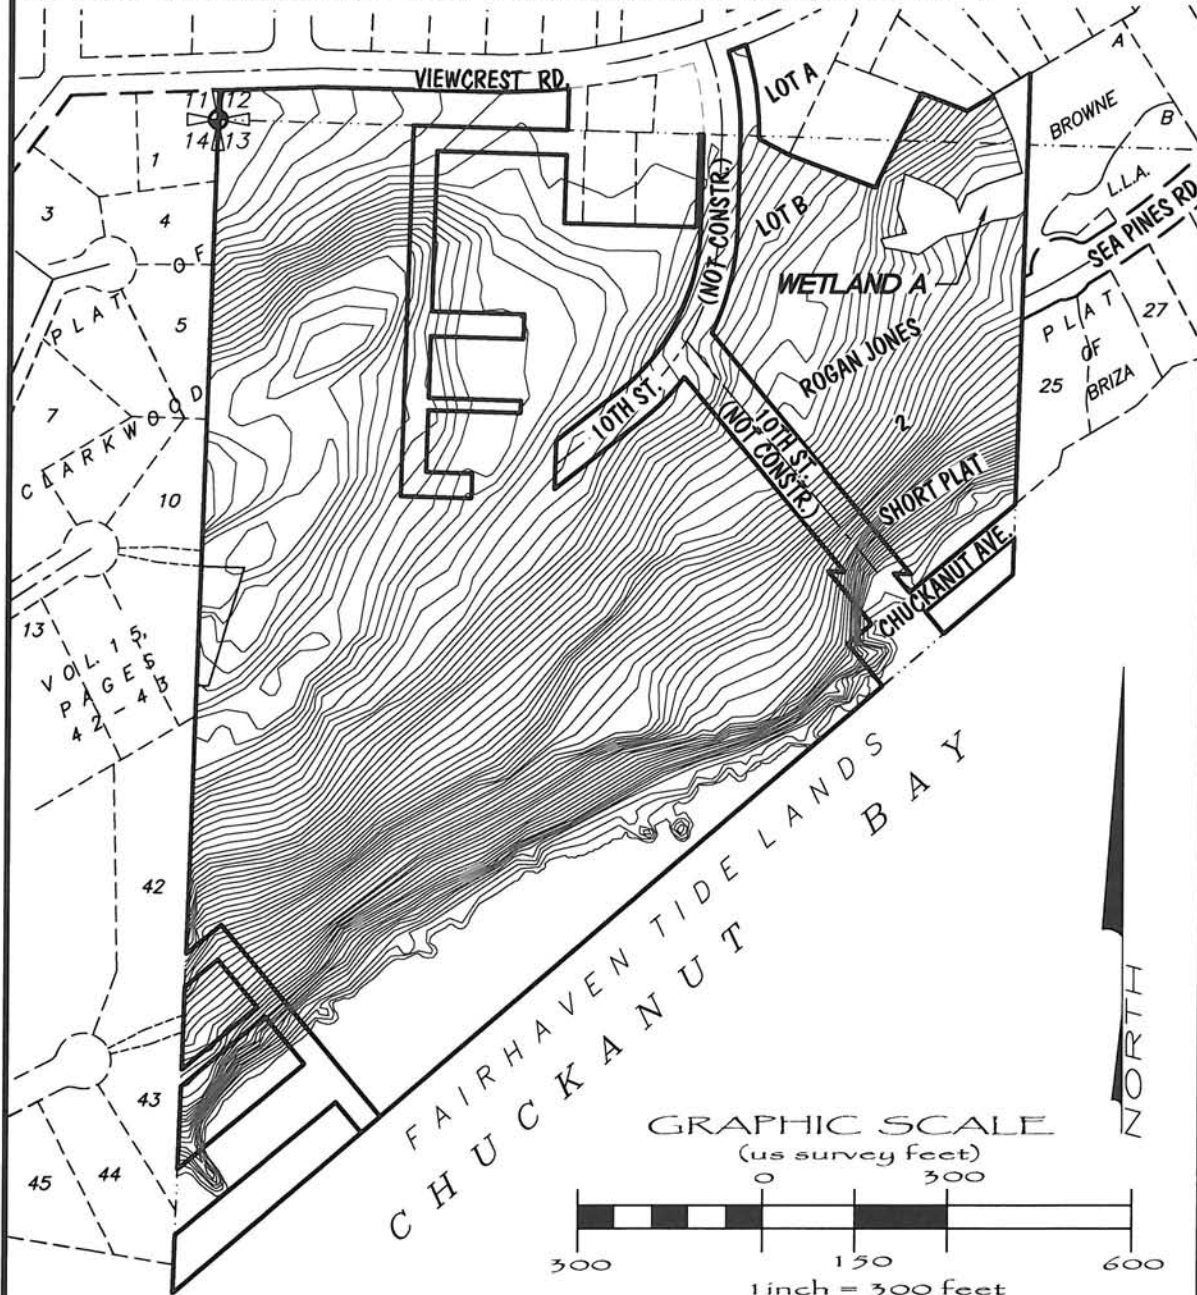 VIEWCREST RD.
LOT A
A
BROWNE
B
11 12
14 13
1
3
4
L.L.A.
SEA PINES RD
(NOT CONSTR.)
LOT B
WETLAND A
OF
PLAT
5
ROGAN JONES
PLAT
OF
BRIZA
27
25
7
CLARKWOOD
10TH ST.
10TH ST.
(NOT CONSTR.)
2
10
SHORT PLAT
CHUCKANUT AVE.
13
VOL. 15,
PAGES
42-43
42
FAIRHAVEN TIDE LANDS
CHUCKANUT BAY
NORTH
43
45
44
GRAPHIC SCALE
(us survey feet)
0 300
300 150 600
1 inch = 300 feet